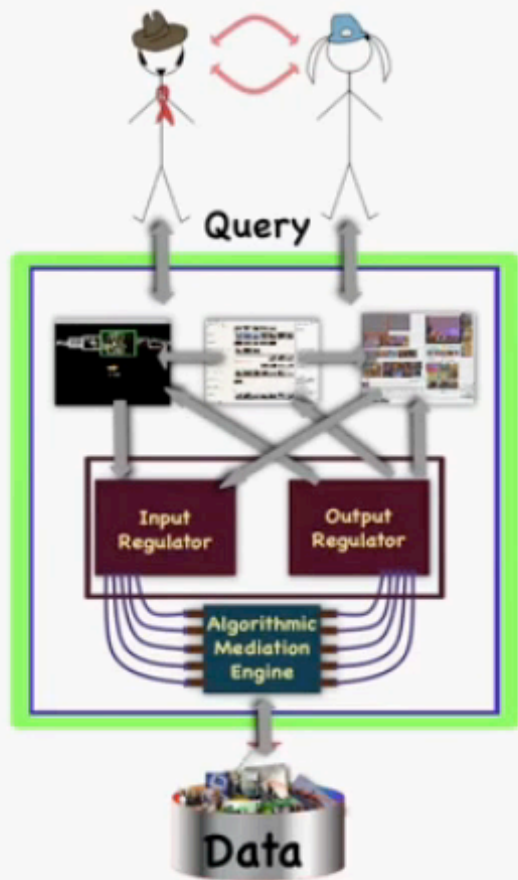 Query
Input
Regulator
Output
Regulator
Algorithmic
Mediation
Engine
Data